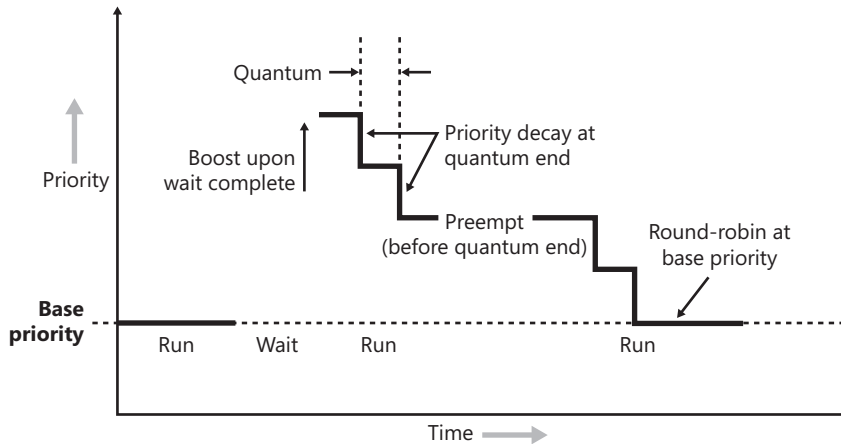 Quantum
Priority decay at
quantum end
Boost upon
wait complete
Priority
Preempt
(before quantum end)
Round-robin at
base priority
Base
priority
Run
Wait
Run
Run
Time